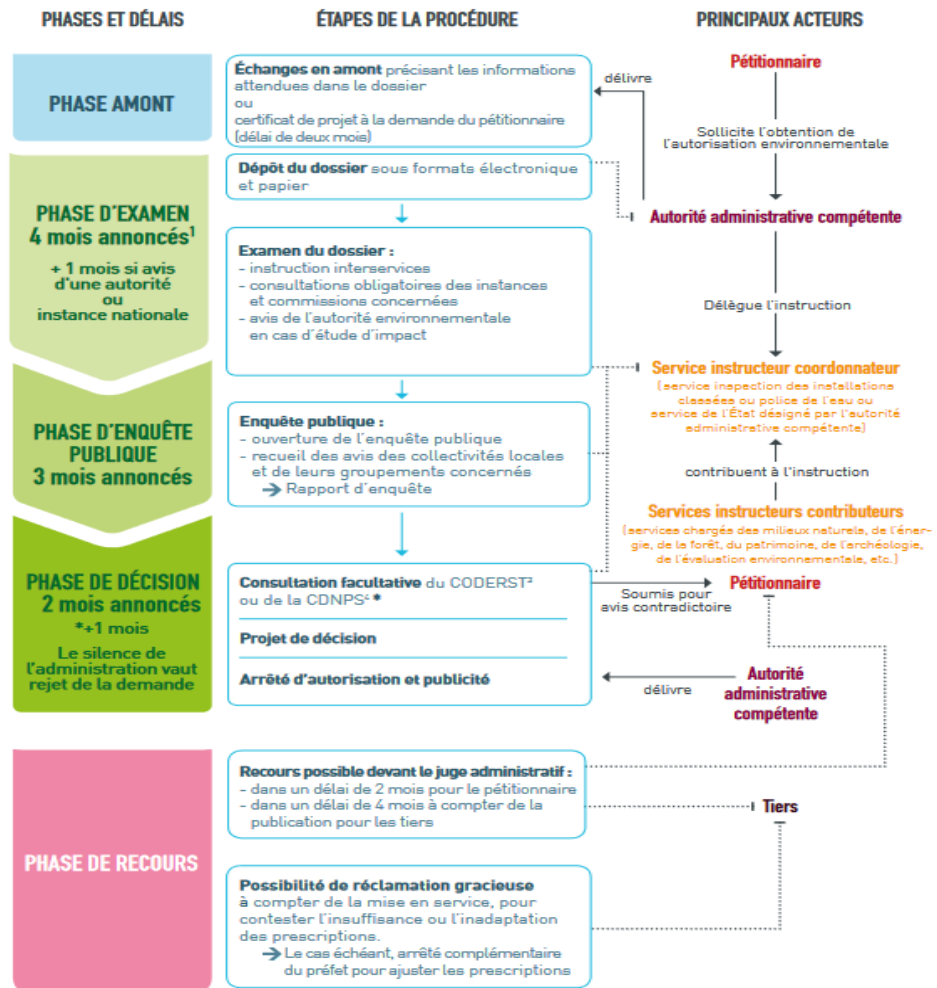 PHASES ET DÉLAIS
ÉTAPES DE LA PROCÉDURE
PRINCIPAUX ACTEURS
PHASE AMONT
Échanges en amont précisant les informations
attendues dans le dossier
ou
certificat de projet à la demande du pétitionnaire
(délai de deux mois)
délivre
Pétitionnaire
Sollicite l'obtention de
l'autorisation environnementale
PHASE D'EXAMEN
4 mois annoncés¹
+ 1 mois si avis
d'une autorité
ou
instance nationale
Dépôt du dossier sous formats électronique
et papier
Autorité administrative compétente
Examen du dossier :
- instruction interservices
- consultations obligatoires des instances
et commissions concernées
- avis de l'autorité environnementale
en cas d'étude d'impact
Délègue l'instruction
Service instructeur coordonnateur
(service inspection des installations
classées ou police de l'eau ou
service de l'État désigné par l'autorité
administrative compétente)
PHASE D'ENQUÊTE
PUBLIQUE
3 mois annoncés
Enquête publique :
- ouverture de l'enquête publique
- recueil des avis des collectivités locales
et de leurs groupements concernés
→ Rapport d'enquête
contribuent à l'instruction
Services instructeurs contributeurs
(services chargés des milieux naturels, de l'éner-
gie, de la forêt, du patrimoine, de l'archéologie,
de l'évaluation environnementale, etc.)
PHASE DE DÉCISION
2 mois annoncés
*+1 mois
Le silence de
l'administration vaut
rejet de la demande
Consultation facultative du CODERST³
ou de la CDNPS⁴ *
Projet de décision
Arrêté d'autorisation et publicité
Soumis pour
avis contradictoire
Pétitionnaire
délivre
Autorité
administrative
compétente
PHASE DE RECOURS
Recours possible devant le juge administratif :
- dans un délai de 2 mois pour le pétitionnaire
- dans un délai de 4 mois à compter de la
publication pour les tiers
Tiers
Possibilité de réclamation gracieuse
à compter de la mise en service, pour
contester l'insuffisance ou l'inadaptation
des prescriptions.
→ Le cas échéant, arrêté complémentaire
du préfet pour ajuster les prescriptions